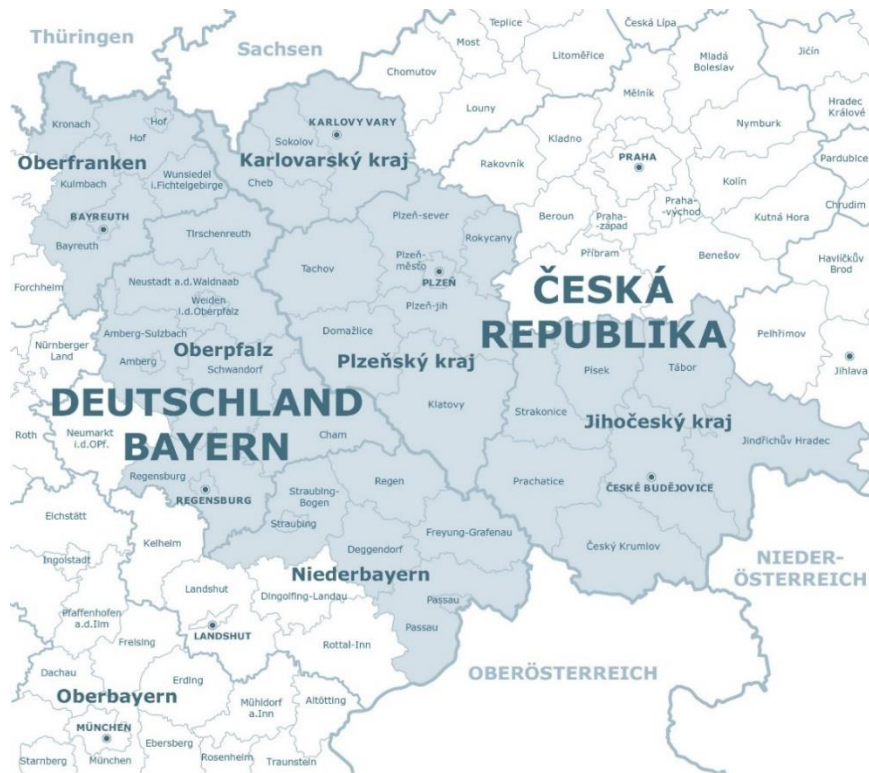 Thüringen
Sachsen
Teplice
Česká Lípa
Most
Litoměřice
Mladá
Boleslav
Jičín
Chomutov
Mělník
Hradec
Králové
Louny
Nymburk
Kronach
Hof
Hof
KARLOVY VARY
Sokolov
Kladno
Oberfranken
Karlovarský kraj
Rakovník
PRAHA
Pardubice
Wunsiedel
i.Fichtelgebirge
Kulmbach
Cheb
Kolín
Chrudim
BAYREUTH
Plzeň-sever
Beroun
Praha-
západ
Praha-
východ
Kutná Hora
Bayreuth
Tirschenreuth
Rokycany
Příbram
Benešov
Havlíčkův
Brod
Tachov
Plzeň-
město
PLZEŇ
Forchheim
Neustadt a.d.Waldnaab
Weiden
i.d.Oberpfalz
Plzeň-jih
ČESKÁ
REPUBLIKA
Amberg-Sulzbach
Domažlice
Pelhřimov
Nürnberger
Land
Oberpfalz
Amberg
Schwandorf
Plzeňský kraj
Písek
Tábor
Jihlava
DEUTSCHLAND
BAYERN
Klatovy
Strakonice
Jihočeský kraj
Roth
Neumarkt
i.d.OPf.
Cham
Jindřichův Hradec
Regensburg
REGENSBURG
Straubing-
Bogen
Regen
Prachatice
ČESKÉ BUDĚJOVICE
Eichstätt
Straubing
Freyung-Grafenau
Kelheim
Deggendorf
Český Krumlov
Ingolstadt
NIEDER-
ÖSTERREICH
Niederbayern
Landshut
Dingolfing-Landau
Passau
Pfaffenhofen
a.d.Ilm
LANDSHUT
Passau
Freising
Rottal-Inn
OBERÖSTERREICH
Dachau
Erding
Oberbayern
Mühldorf
a.Inn
Altötting
MÜNCHEN
Ebersberg
Starnberg
München
Rosenheim
Traunstein